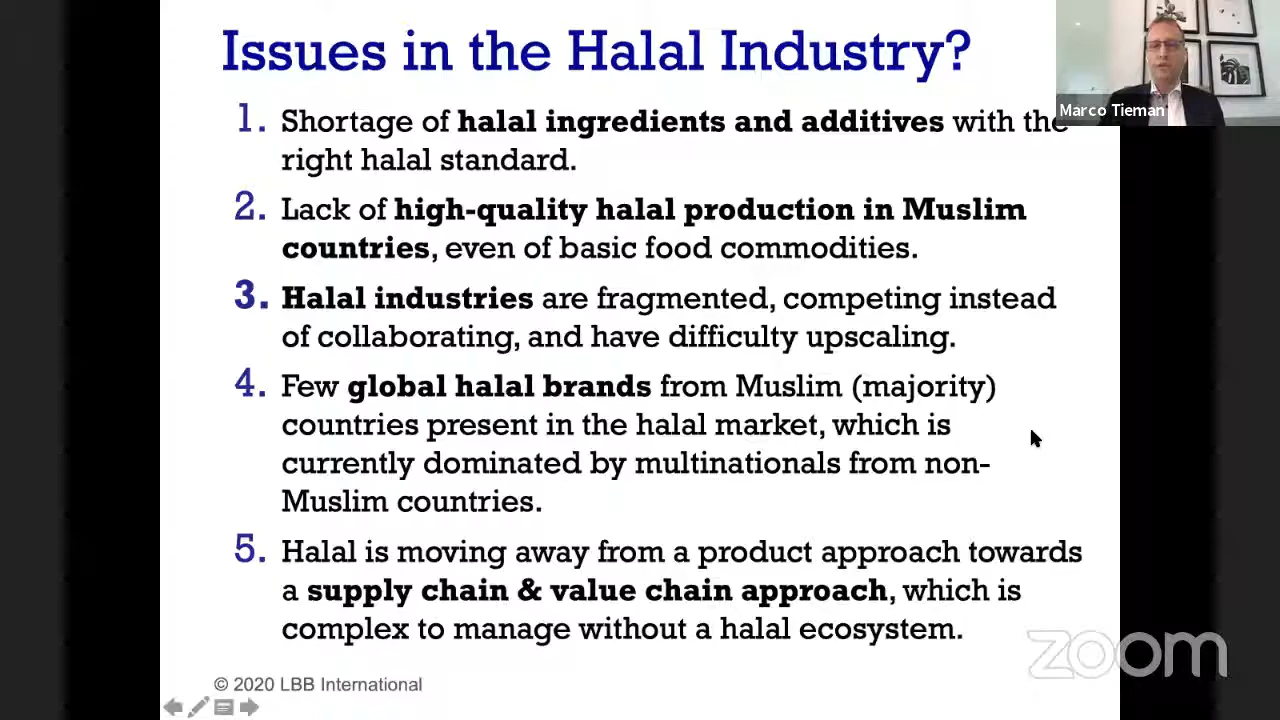 Issues in the Halal Industry?
Marco Tieman
1. Shortage of halal ingredients and additives with the
right halal standard.
2. Lack of high-quality halal production in Muslim
countries, even of basic food commodities.
3. Halal industries are fragmented, competing instead
of collaborating, and have difficulty upscaling.
4. Few global halal brands from Muslim (majority)
countries present in the halal market, which is
currently dominated by multinationals from non-
Muslim countries.
5. Halal is moving away from a product approach towards
a supply chain & value chain approach, which is
complex to manage without a halal ecosystem.
zoom
© 2020 LBB International